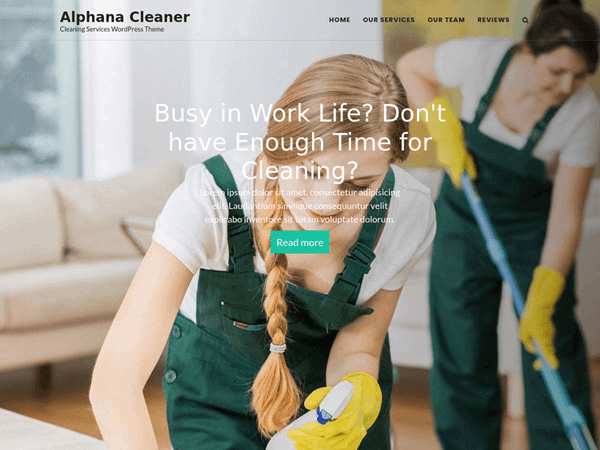 Alphana Cleaner
Cleaning Services WordPress Theme
HOME OUR SERVICES OUR TEAM REVIEWS
Busy in Work Life? Don't
have Enough Time for
Cleaning?
Lorem ipsum dolor sit amet, consectetur adipisicing
elit. Laudantium similique consequuntur velit
explicabo inventore sit totam voluptate dolorum.
Read more